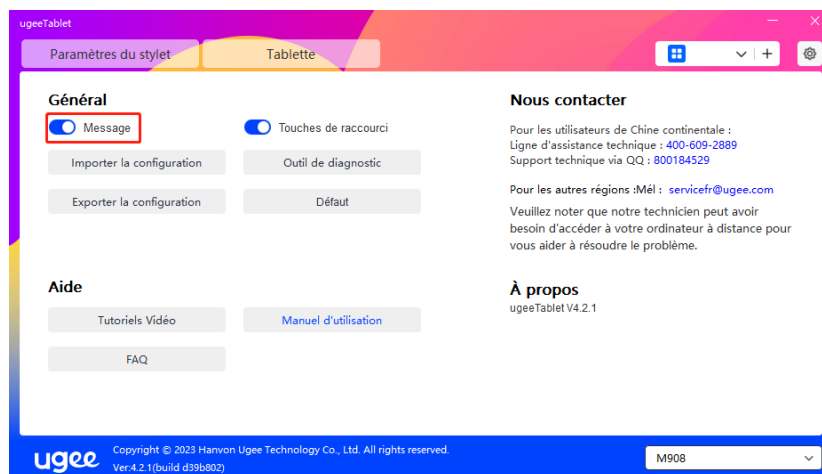 ugeeTablet
Paramètres du stylet
Tablette
Général
Message
Touches de raccourci
Importer la configuration
Outil de diagnostic
Exporter la configuration
Défaut
Aide
Tutoriels Vidéo
Manuel d'utilisation
FAQ
Nous contacter
Pour les utilisateurs de Chine continentale :
Ligne d'assistance technique : 400-609-2889
Support technique via QQ : 800184529
Pour les autres régions :Mél : servicefr@ugee.com
Veuillez noter que notre technicien peut avoir
besoin d'accéder à votre ordinateur à distance pour
vous aider à résoudre le problème.
À propos
ugeeTablet V4.2.1
ugee
Copyright © 2023 Hanvon Ugee Technology Co., Ltd. All rights reserved.
Ver:4.2.1(build d39b802)
M908